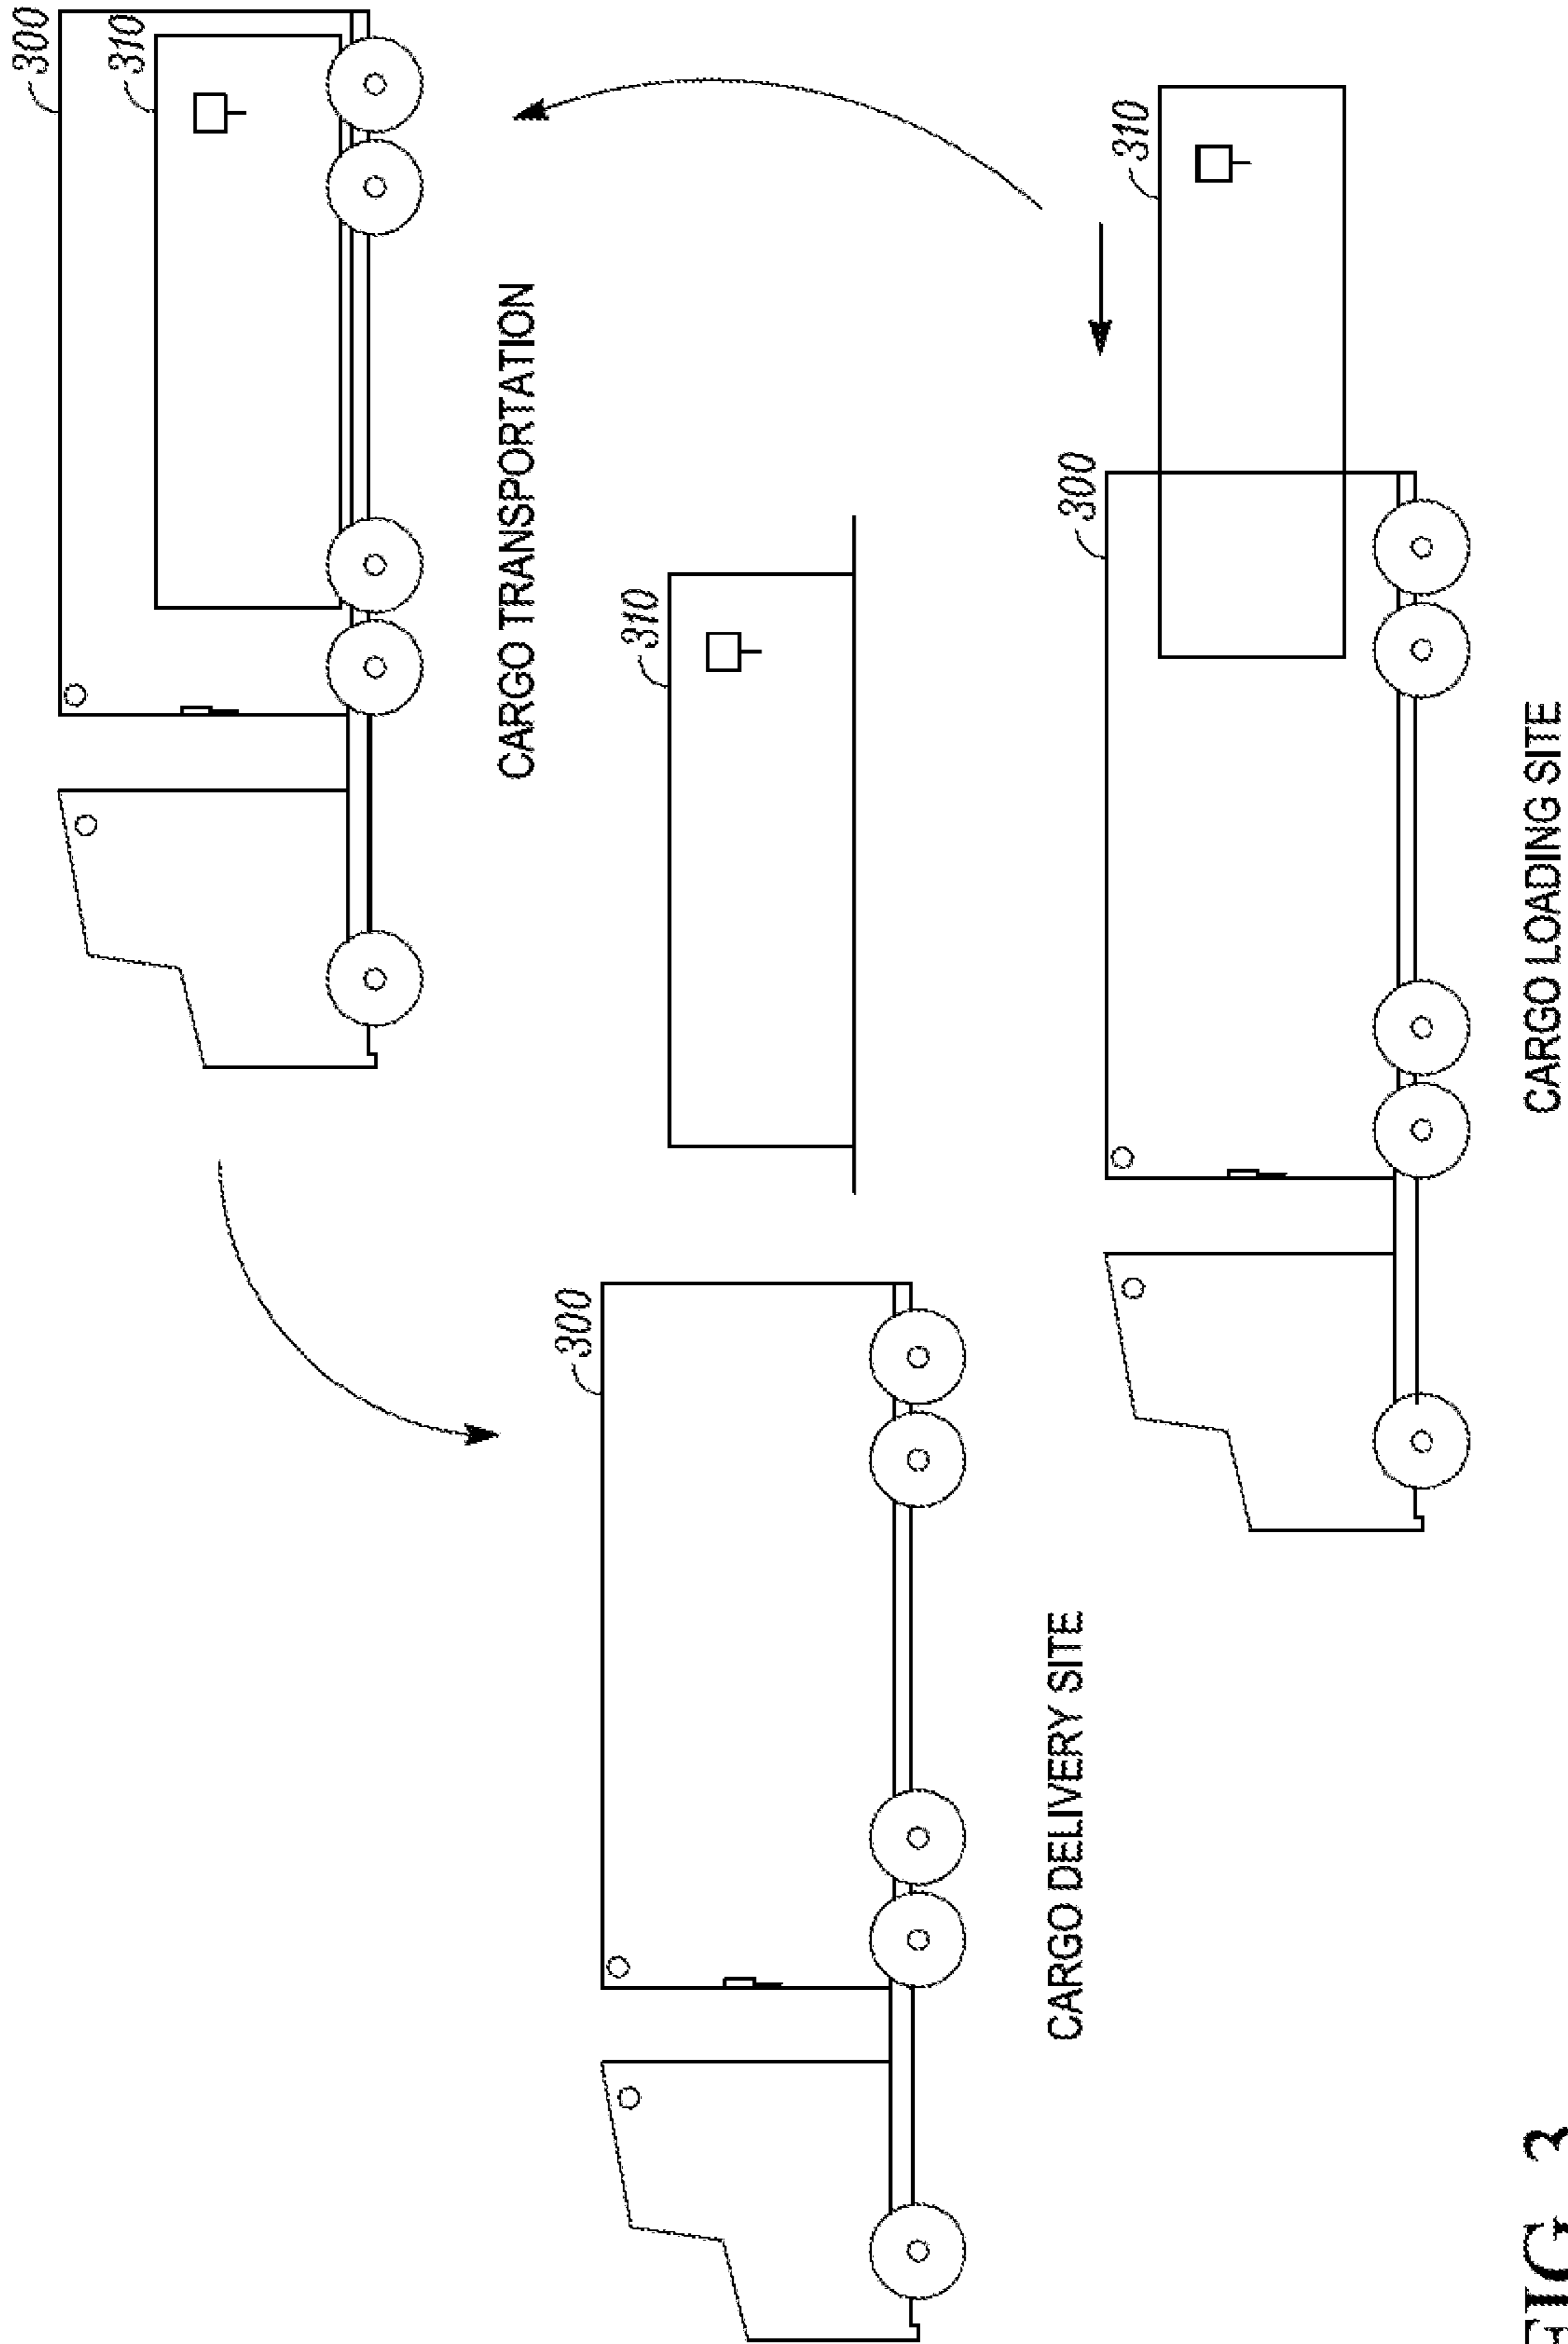 300
310
CARGO TRANSPORTATION
300
310
CARGO DELIVERY SITE
300
310
CARGO LOADING SITE
FIG. 3